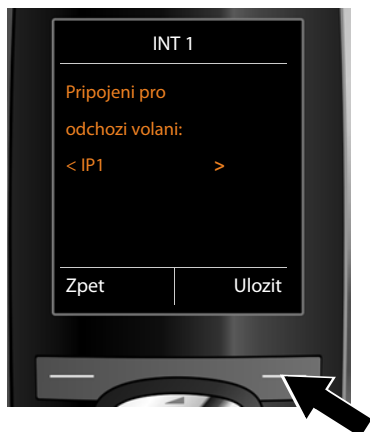 INT 1
Pripojeni pro
odchozi volani:
< IP1 >
Zpet Ulozit